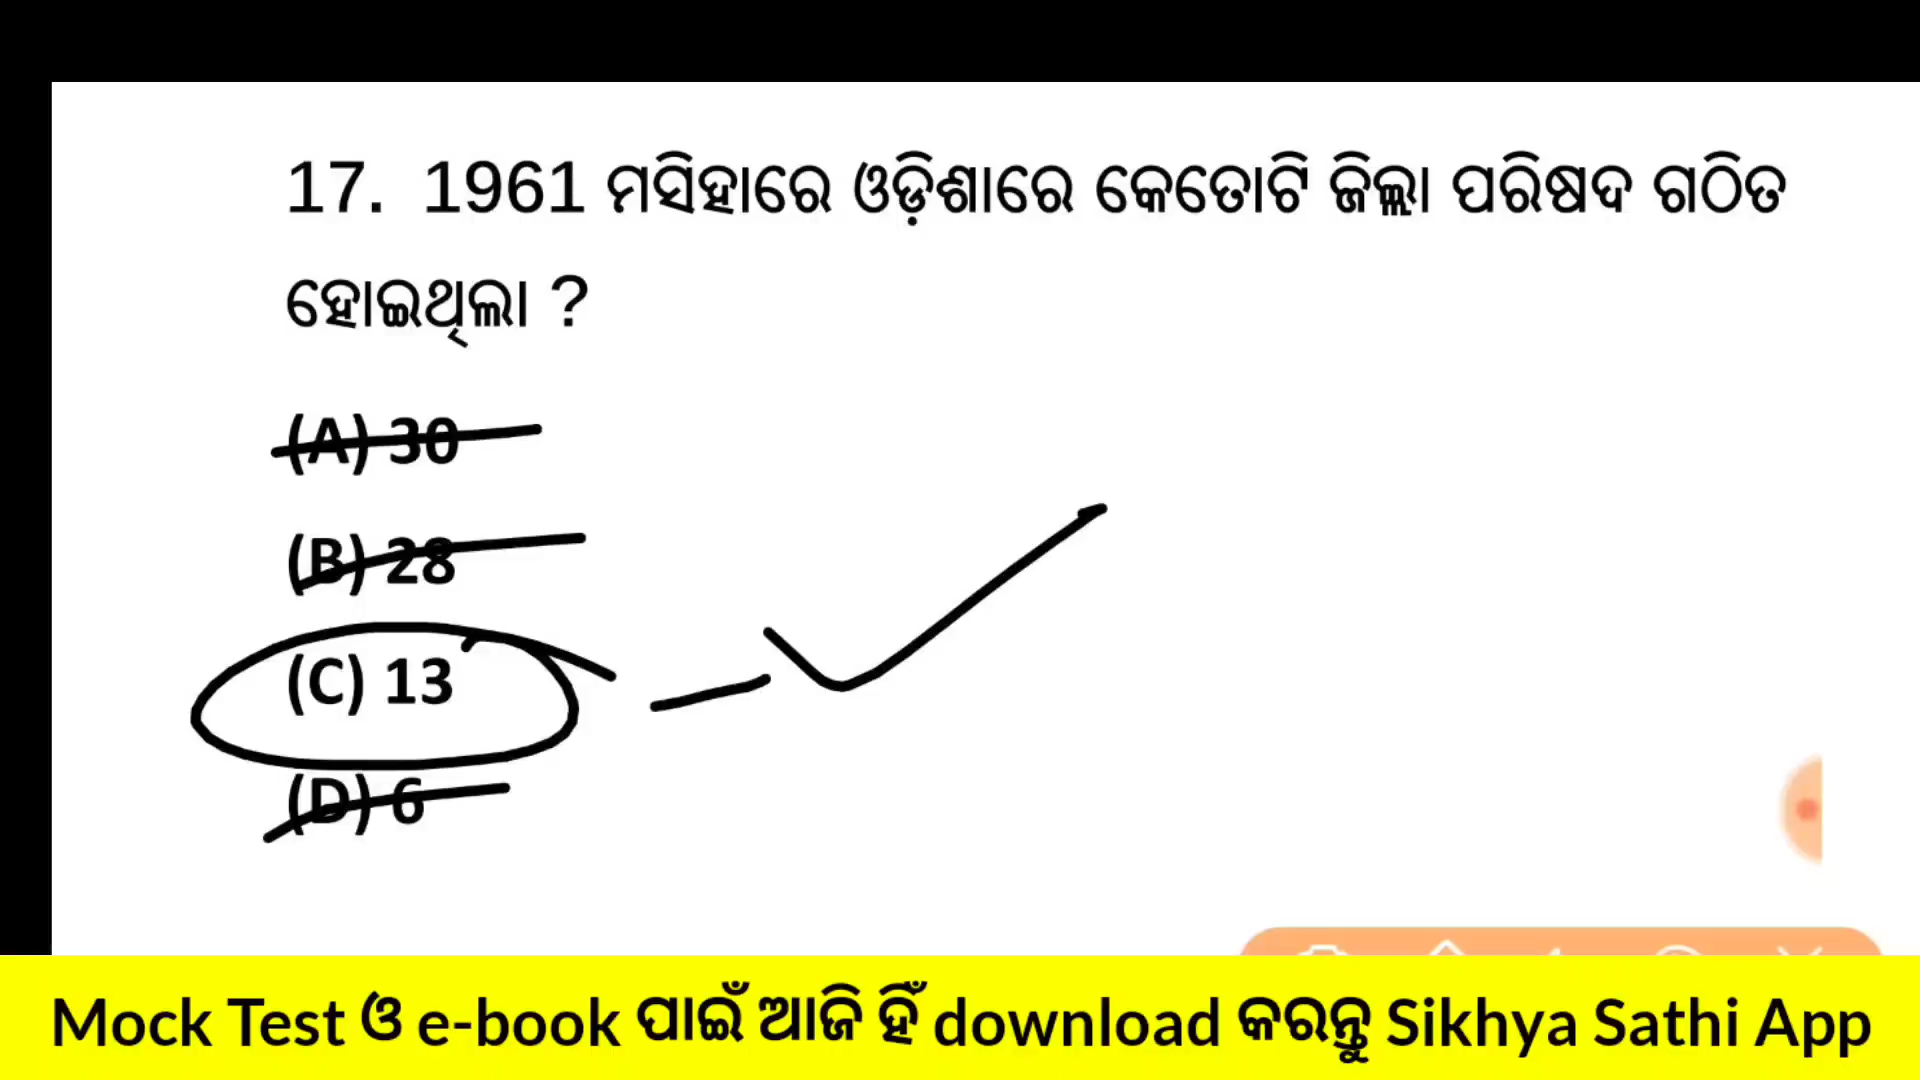 17. 1961 ମସିହାରେ ଓଡ଼ିଶାରେ କେତୋଟି ଜିଲ୍ଲା ପରିଷଦ ଗଠିତ
ହୋଇଥିଲା ?
(A) 30
(B) 28
(C) 13
(D) 6
Mock Test ଓ e-book ପାଇଁ ଆଜି ହିଁ download କରନ୍ତୁ Sikhya Sathi App